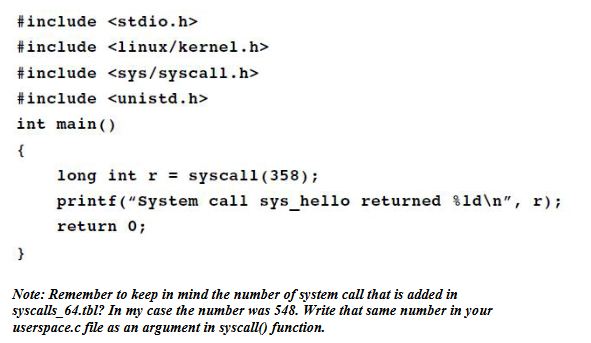 #include <stdio.h>
#include <linux/kernel.h>
#include <sys/syscall.h>
#include <unistd.h>
int main()
{
    long int r = syscall(358);
    printf(“System call sys_hello returned %ld\n”, r);
    return 0;
}
Note: Remember to keep in mind the number of system call that is added in
syscalls_64.tbl? In my case the number was 548. Write that same number in your
userspace.c file as an argument in syscall() function.